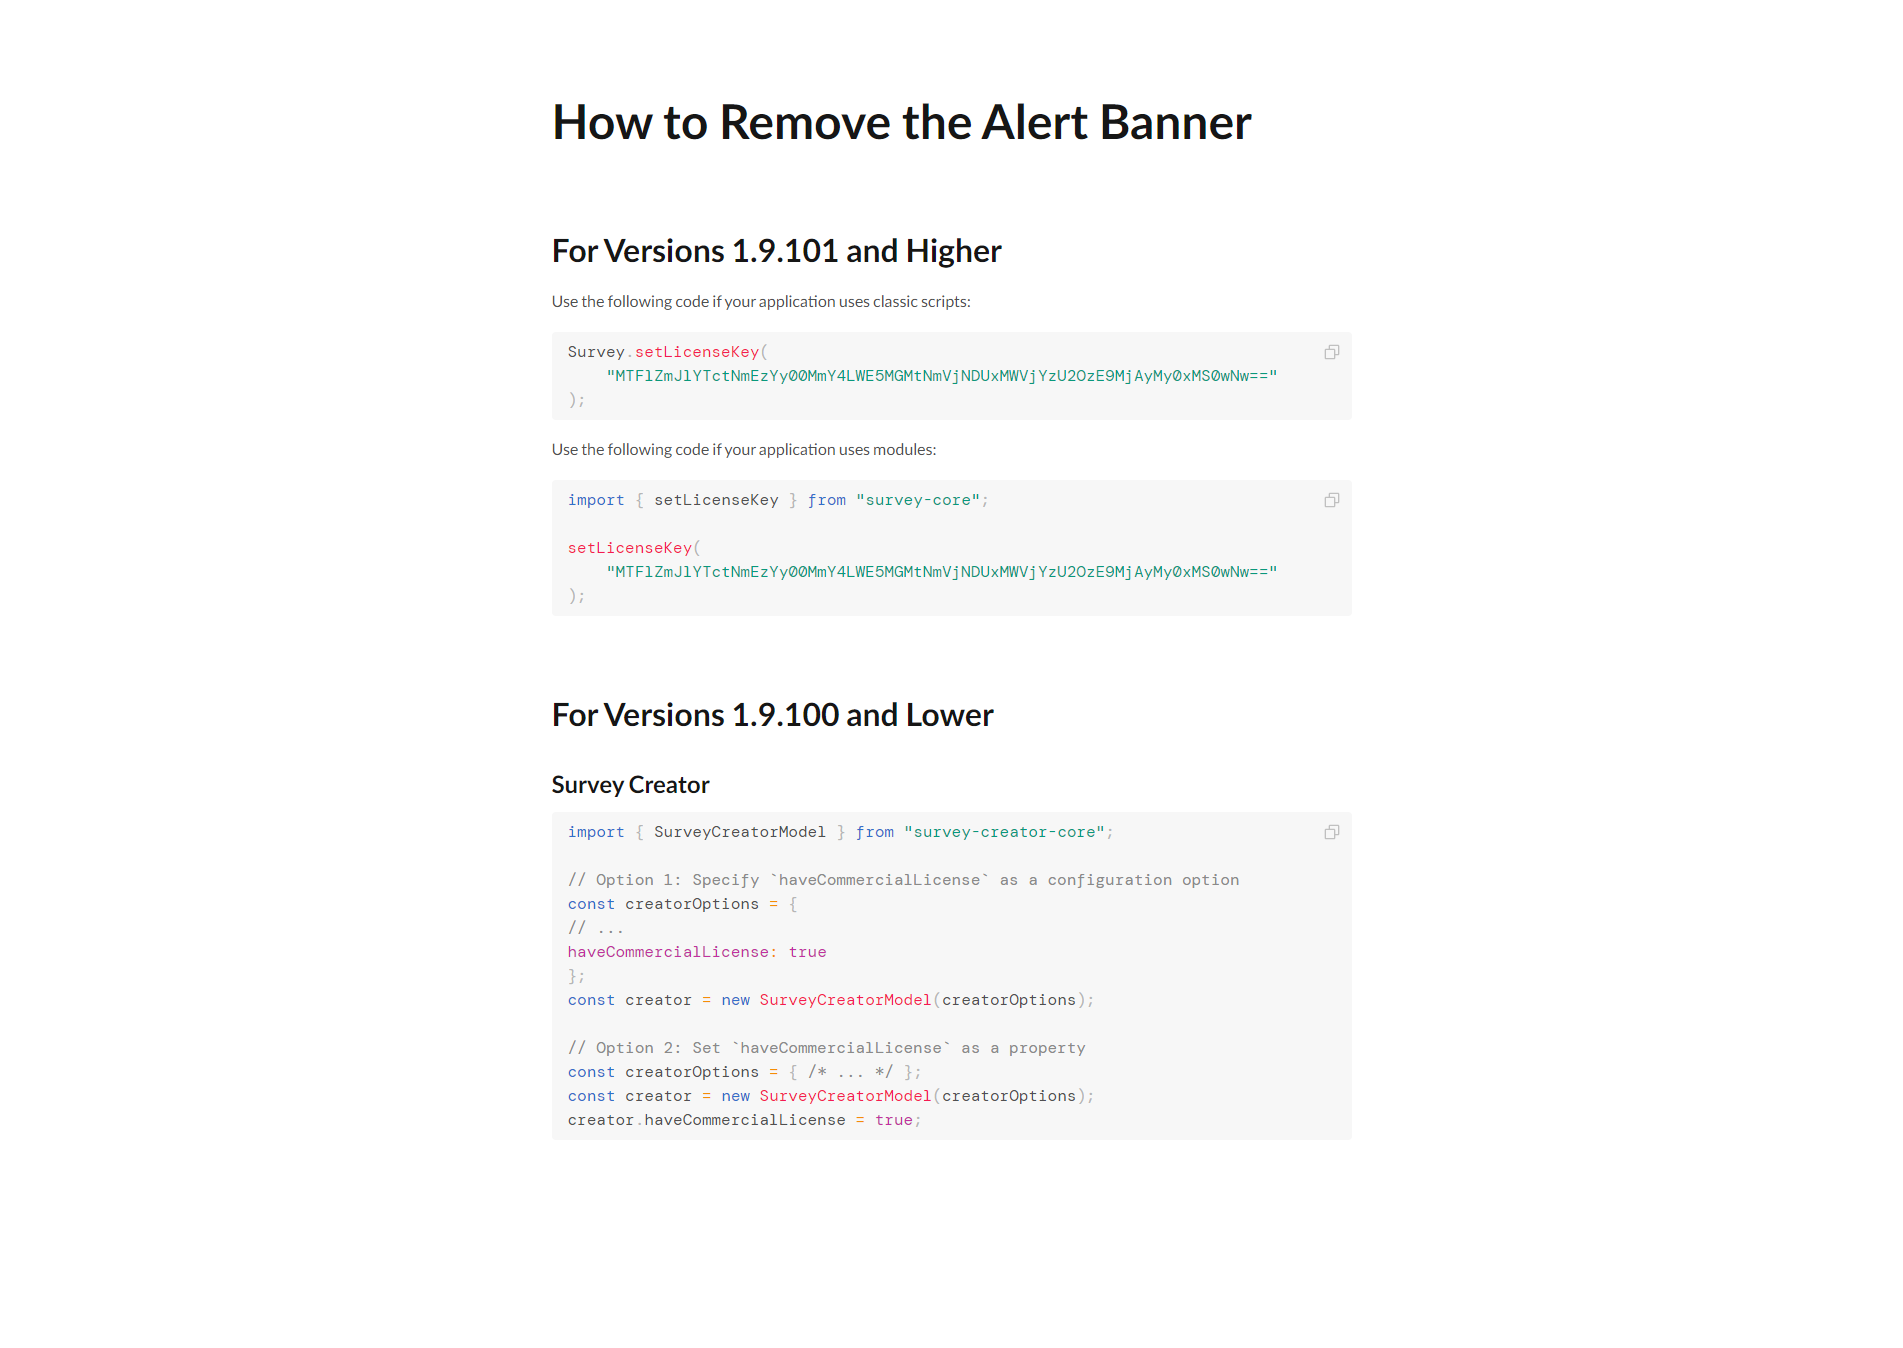 How to Remove the Alert Banner
For Versions 1.9.101 and Higher
Use the following code if your application uses classic scripts:
Survey.setLicenseKey(
"MTFlZmJlYTctNmEzYy00MmY4LWE5MGMtNmVjNDUxMWVjYzU2OzE9MjAyMy0xMS0wNw=="
);
Use the following code if your application uses modules:
import { setLicenseKey } from "survey-core";
setLicenseKey(
"MTFlZmJlYTctNmEzYy00MmY4LWE5MGMtNmVjNDUxMWVjYzU2OzE9MjAyMy0xMS0wNw=="
);
For Versions 1.9.100 and Lower
Survey Creator
import { SurveyCreatorModel } from "survey-creator-core";
// Option 1: Specify `haveCommercialLicense` as a configuration option
const creatorOptions = {
// ...
haveCommercialLicense: true
};
const creator = new SurveyCreatorModel(creatorOptions);
// Option 2: Set `haveCommercialLicense` as a property
const creatorOptions = { /* ... */ };
const creator = new SurveyCreatorModel(creatorOptions);
creator.haveCommercialLicense = true;